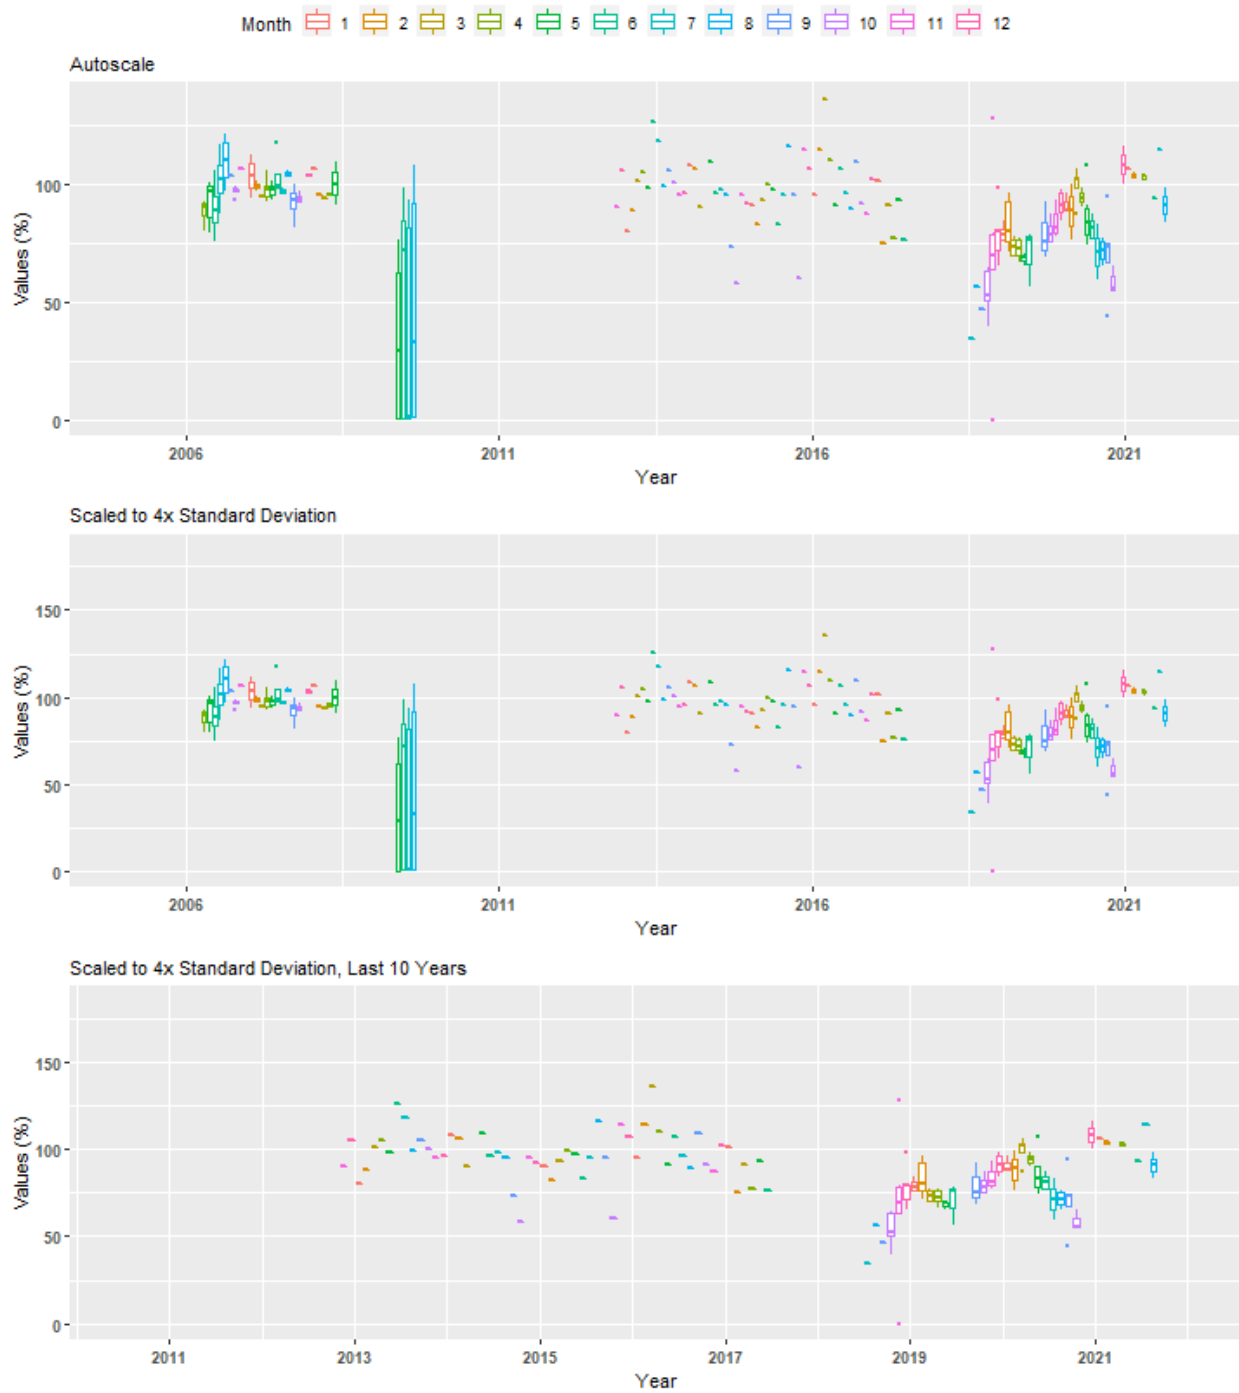 Month 1 2 3 4 5 6 7 8 9 10 11 12
Autoscale
Values (%)
100
50
0
2006 2011 2016 2021
Year
Scaled to 4x Standard Deviation
Values (%)
150
100
50
0
2006 2011 2016 2021
Year
Scaled to 4x Standard Deviation, Last 10 Years
Values (%)
150
100
50
0
2011 2013 2015 2017 2019 2021
Year